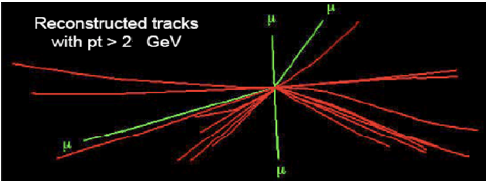 μ
Reconstructed tracks
μ
with pt > 2 GeV
μ
μ